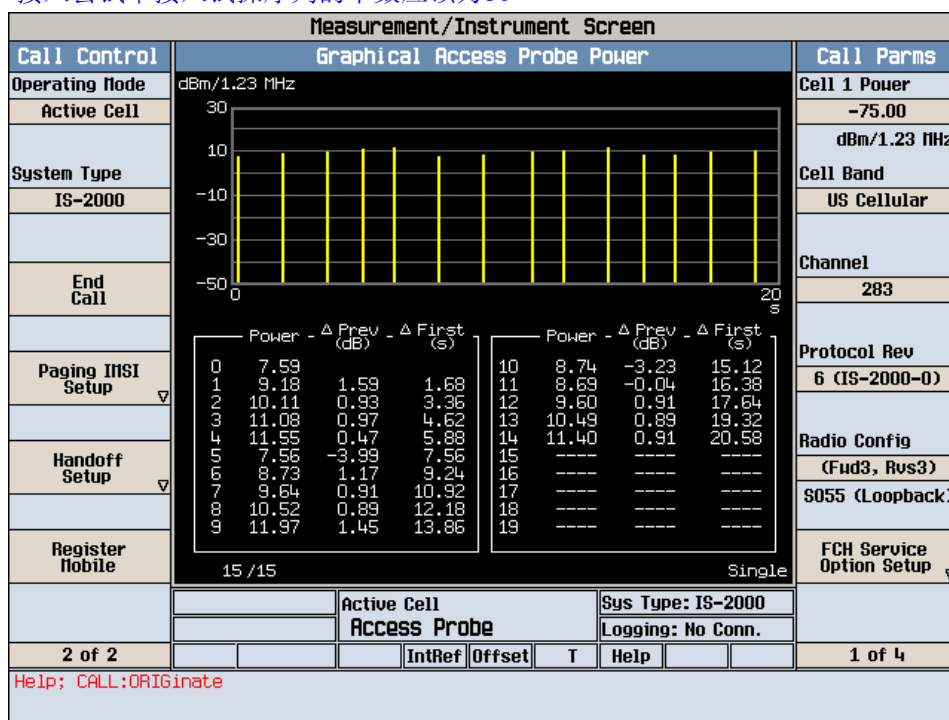 Measurement/Instrument Screen
Call Control
Graphical Access Probe Power
Call Parms
Operating Mode
Active Cell
System Type
IS-2000
End
Call
Paging IMSI
Setup
Handoff
Setup
Register
Mobile
2 of 2
dBm/1.23 MHz
30
10
-10
-30
-50
0
20
s
Power Δ Prev (dB) Δ First (s)
0 7.59
1 9.18 1.59 1.68
2 10.11 0.93 3.36
3 11.08 0.97 4.62
4 11.55 0.47 5.88
5 7.56 -3.99 7.56
6 8.73 1.17 9.24
7 9.64 0.91 10.92
8 10.52 0.89 12.18
9 11.97 1.45 13.86
Power Δ Prev (dB) Δ First (s)
10 8.74 -3.23 15.12
11 8.69 -0.04 16.38
12 9.60 0.91 17.64
13 10.49 0.89 19.32
14 11.40 0.91 20.58
15 ---- ---- ----
16 ---- ---- ----
17 ---- ---- ----
18 ---- ---- ----
19 ---- ---- ----
15/15
Single
Active Cell
Sys Type: IS-2000
Access Probe
Logging: No Conn.
IntRef Offset T Help
Cell 1 Power
-75.00
dBm/1.23 MHz
Cell Band
US Cellular
Channel
283
Protocol Rev
6 (IS-2000-0)
Radio Config
(Fwd3, Rvs3)
SO55 (Loopback)
FCH Service
Option Setup
1 of 4
Help; CALL:ORIGinate